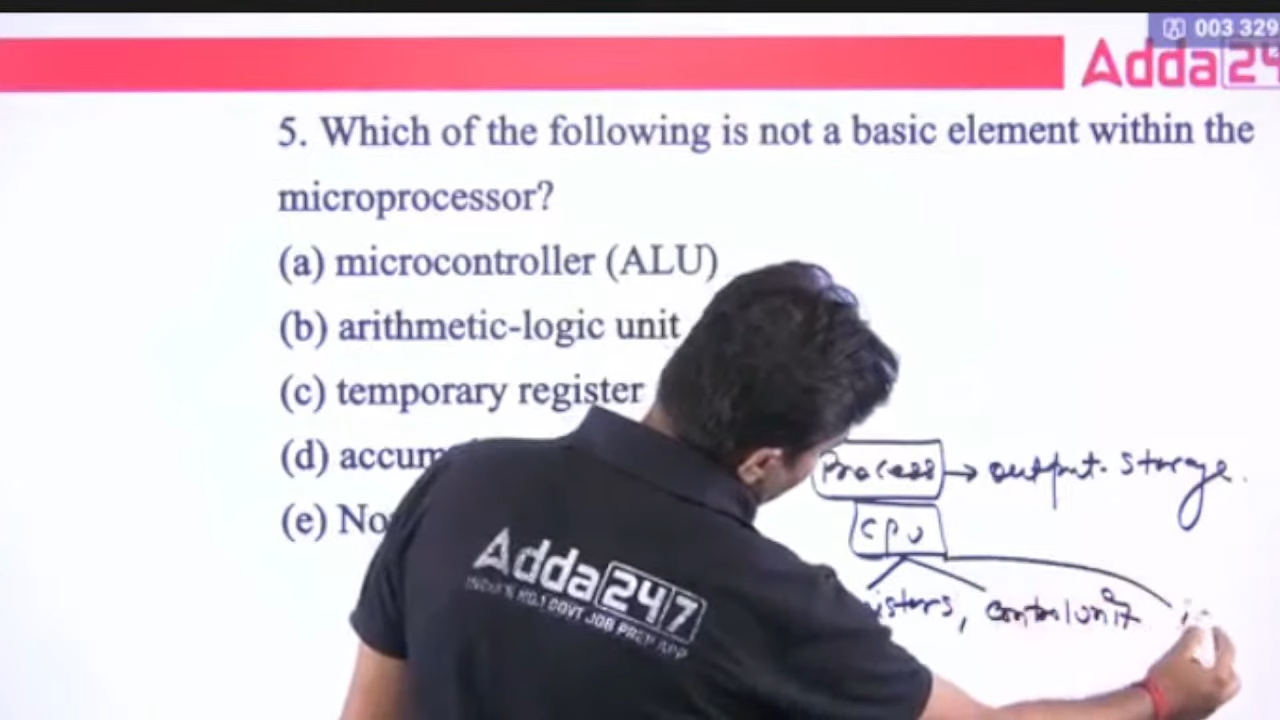 003 329
Adda24
5. Which of the following is not a basic element within the
microprocessor?
(a) microcontroller (ALU)
(b) arithmetic-logic unit
(c) temporary register
(d) accum
(e) No
Process → output. Storage.
CPU
isters, control unit
Adda247
INDIA'S NO.1 GOVT JOB PREP APP